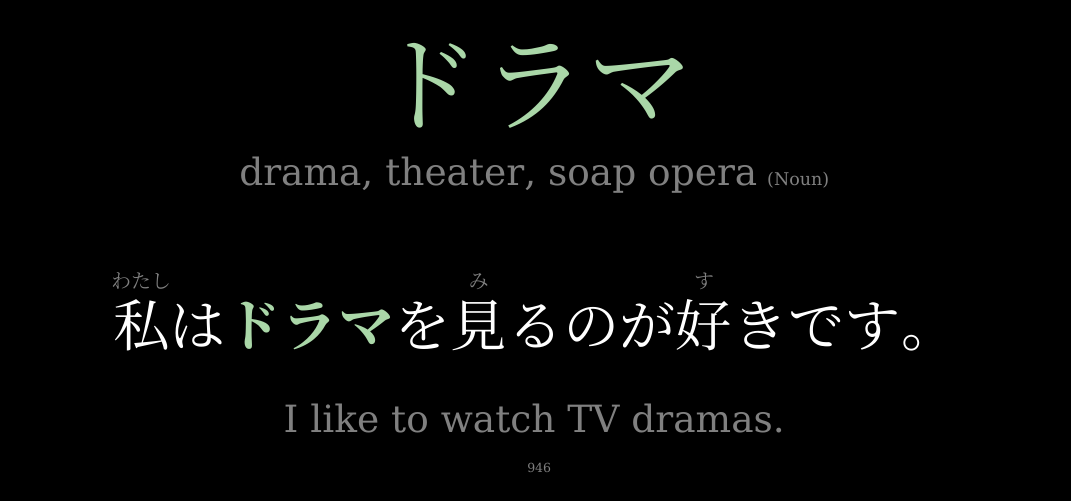 ドラマ
drama, theater, soap opera (Noun)
わたし み す
私はドラマを見るのが好きです。
I like to watch TV dramas.
946